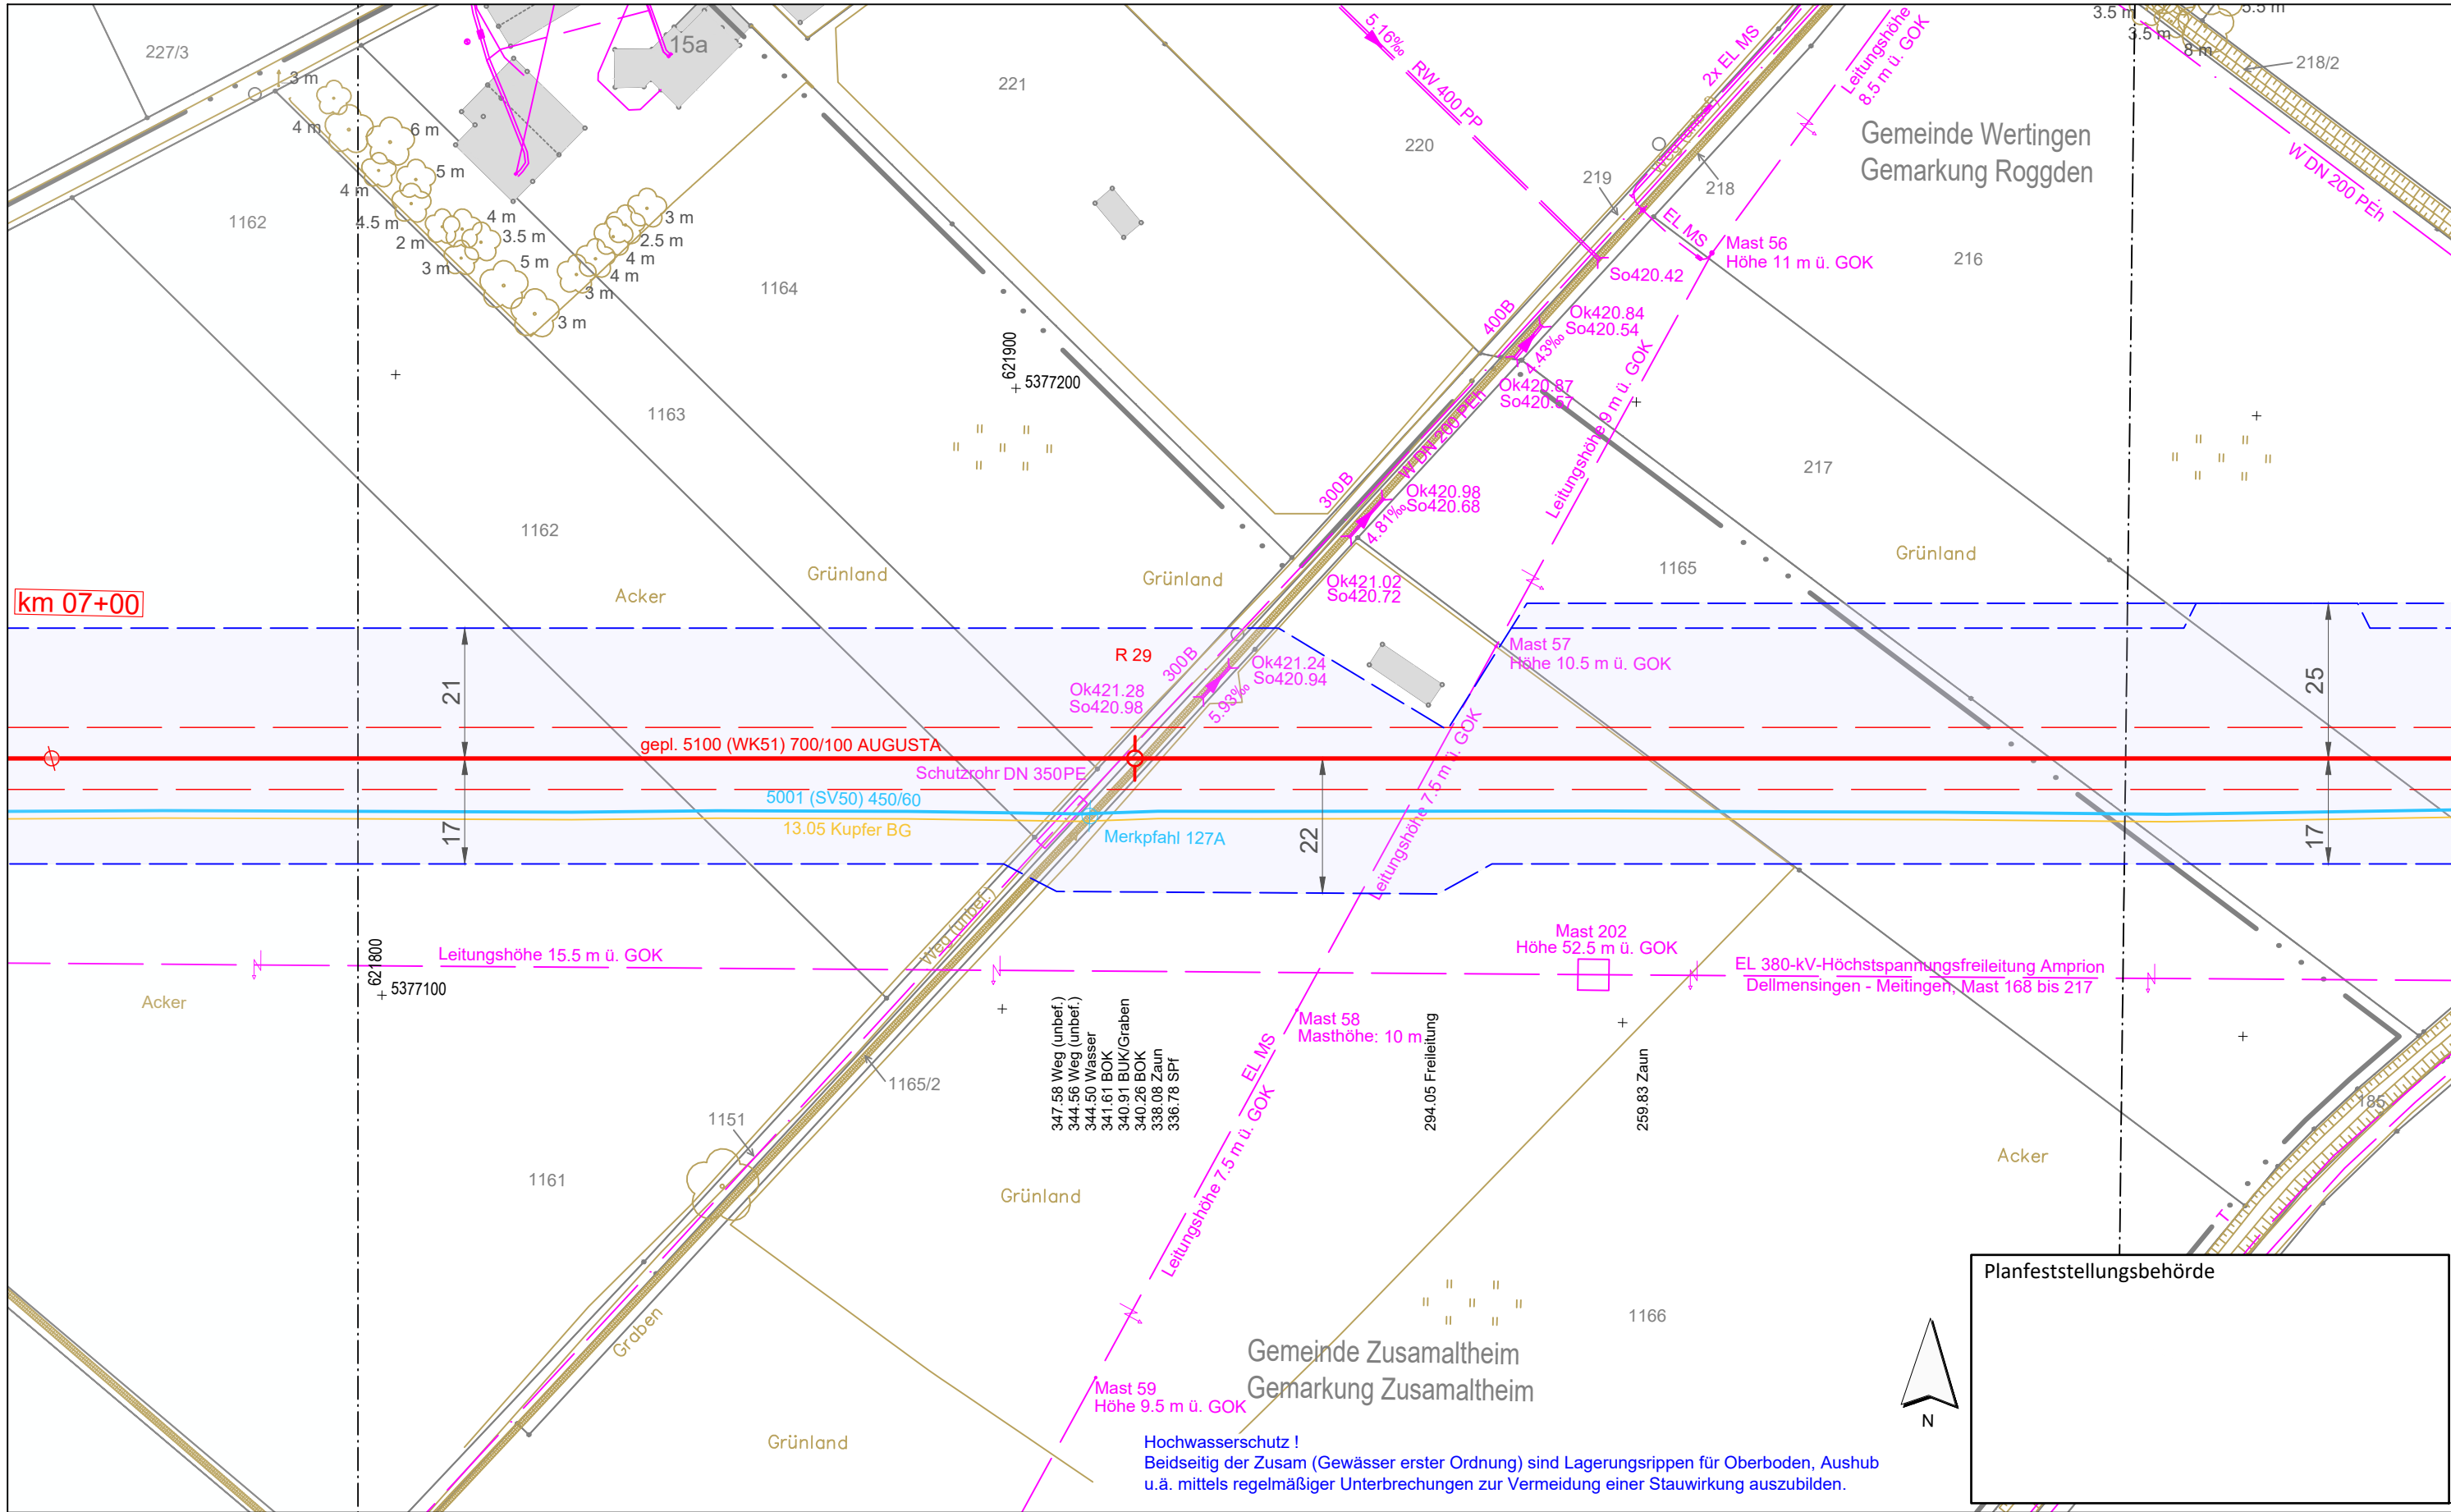 227/3
3 m
4 m
6 m
4 m
5 m
4.5 m
4 m
2 m
3.5 m
3 m
5 m
3 m
2.5 m
4 m
4 m
3 m
3 m
15a
221
220
5.16‰
RW 400 PP
2x EL MS
Leitungshöhe
8.5 m ü. GOK
3.5 m
3.5 m
8 m
5.5 m
218/2
W DN 200 PEh
Gemeinde Wertingen
Gemarkung Roggden
219
218
EL MS
Mast 56
Höhe 11 m ü. GOK
216
So420.42
1162
1164
1163
1162
621900
5377200
400B
Ok420.84
So420.54
4.43‰
Ok420.87
So420.57
Leitungshöhe 9 m ü. GOK
W DN 200 PEh
300B
Ok420.98
So420.68
4.81‰
217
Grünland
1165
Ok421.02
So420.72
Grünland
Grünland
Acker
km 07+00
21
R 29
300B
Ok421.24
So420.94
Ok421.28
So420.98
5.93‰
Mast 57
Höhe 10.5 m ü. GOK
25
gepl. 5100 (WK51) 700/100 AUGUSTA
Schutzrohr DN 350PE
5001 (SV50) 450/60
13.05 Kupfer BG
Merkpfahl 127A
17
22
17
Leitungshöhe 7.5 m ü. GOK
Weg (unbef.)
Leitungshöhe 15.5 m ü. GOK
621800
5377100
Acker
Mast 202
Höhe 52.5 m ü. GOK
EL 380-kV-Höchstspannungsfreileitung Amprion
Dellmensingen - Meitingen, Mast 168 bis 217
347.58 Weg (unbef.)
344.56 Weg (unbef.)
344.50 Wasser
341.61 BOK
340.91 BUK/Graben
340.26 BOK
338.08 Zaun
336.78 SPf
294.05 Freileitung
259.83 Zaun
Mast 58
Masthöhe: 10 m
EL MS
Leitungshöhe 7.5 m ü. GOK
1165/2
1151
1161
185
Acker
Grünland
T
Graben
1166
Gemeinde Zusamaltheim
Gemarkung Zusamaltheim
Mast 59
Höhe 9.5 m ü. GOK
Grünland
Hochwasserschutz !
Beidseitig der Zusam (Gewässer erster Ordnung) sind Lagerungsrippen für Oberboden, Aushub
u.ä. mittels regelmäßiger Unterbrechungen zur Vermeidung einer Stauwirkung auszubilden.
N
Planfeststellungsbehörde